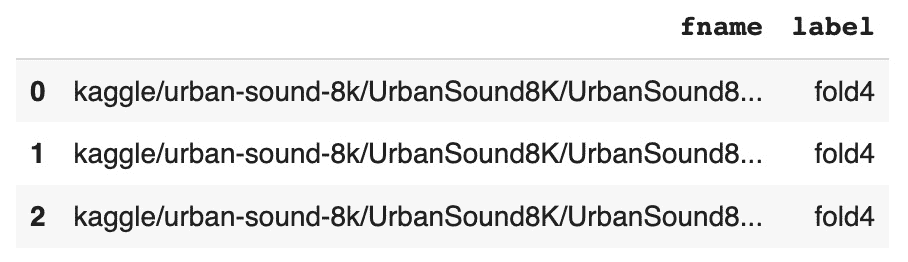 fname label
0 kaggle/urban-sound-8k/UrbanSound8K/UrbanSound8... fold4
1 kaggle/urban-sound-8k/UrbanSound8K/UrbanSound8... fold4
2 kaggle/urban-sound-8k/UrbanSound8K/UrbanSound8... fold4